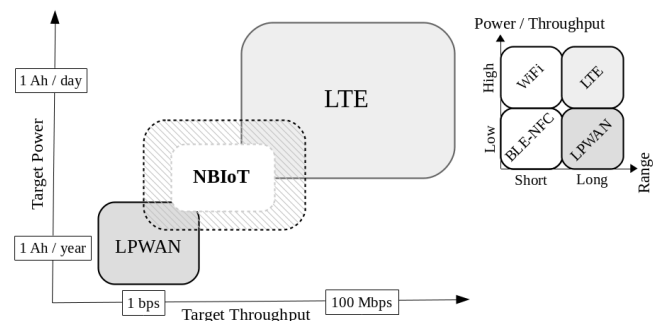 Power / Throughput
1 Ah / day
LTE
High
WiFi
LTE
Target Power
NBIoT
Low
BLE-NFC
LPWAN
Short
Long
Range
1 Ah / year
LPWAN
1 bps
100 Mbps
Target Throughput